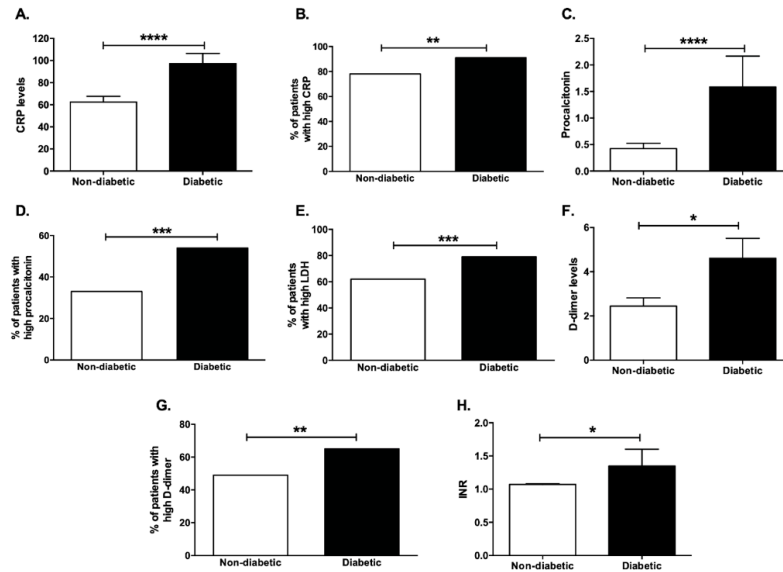 A.
****
CRP levels
120
100
80
60
40
20
0
Non-diabetic Diabetic
B.
**
% of patients
with high CRP
100
80
60
40
20
0
Non-diabetic Diabetic
C.
****
Procalcitonin
2.5
2.0
1.5
1.0
0.5
0.0
Non-diabetic Diabetic
D.
***
% of patients with
high procalcitonin
60
40
20
0
Non-diabetic Diabetic
E.
***
% of patients
with high LDH
100
80
60
40
20
0
Non-diabetic Diabetic
F.
*
D-dimer levels
6
4
2
0
Non-diabetic Diabetic
G.
**
% of patients with
high D-dimer
80
60
40
20
0
Non-diabetic Diabetic
H.
*
INR
2.0
1.5
1.0
0.5
0.0
Non-diabetic Diabetic